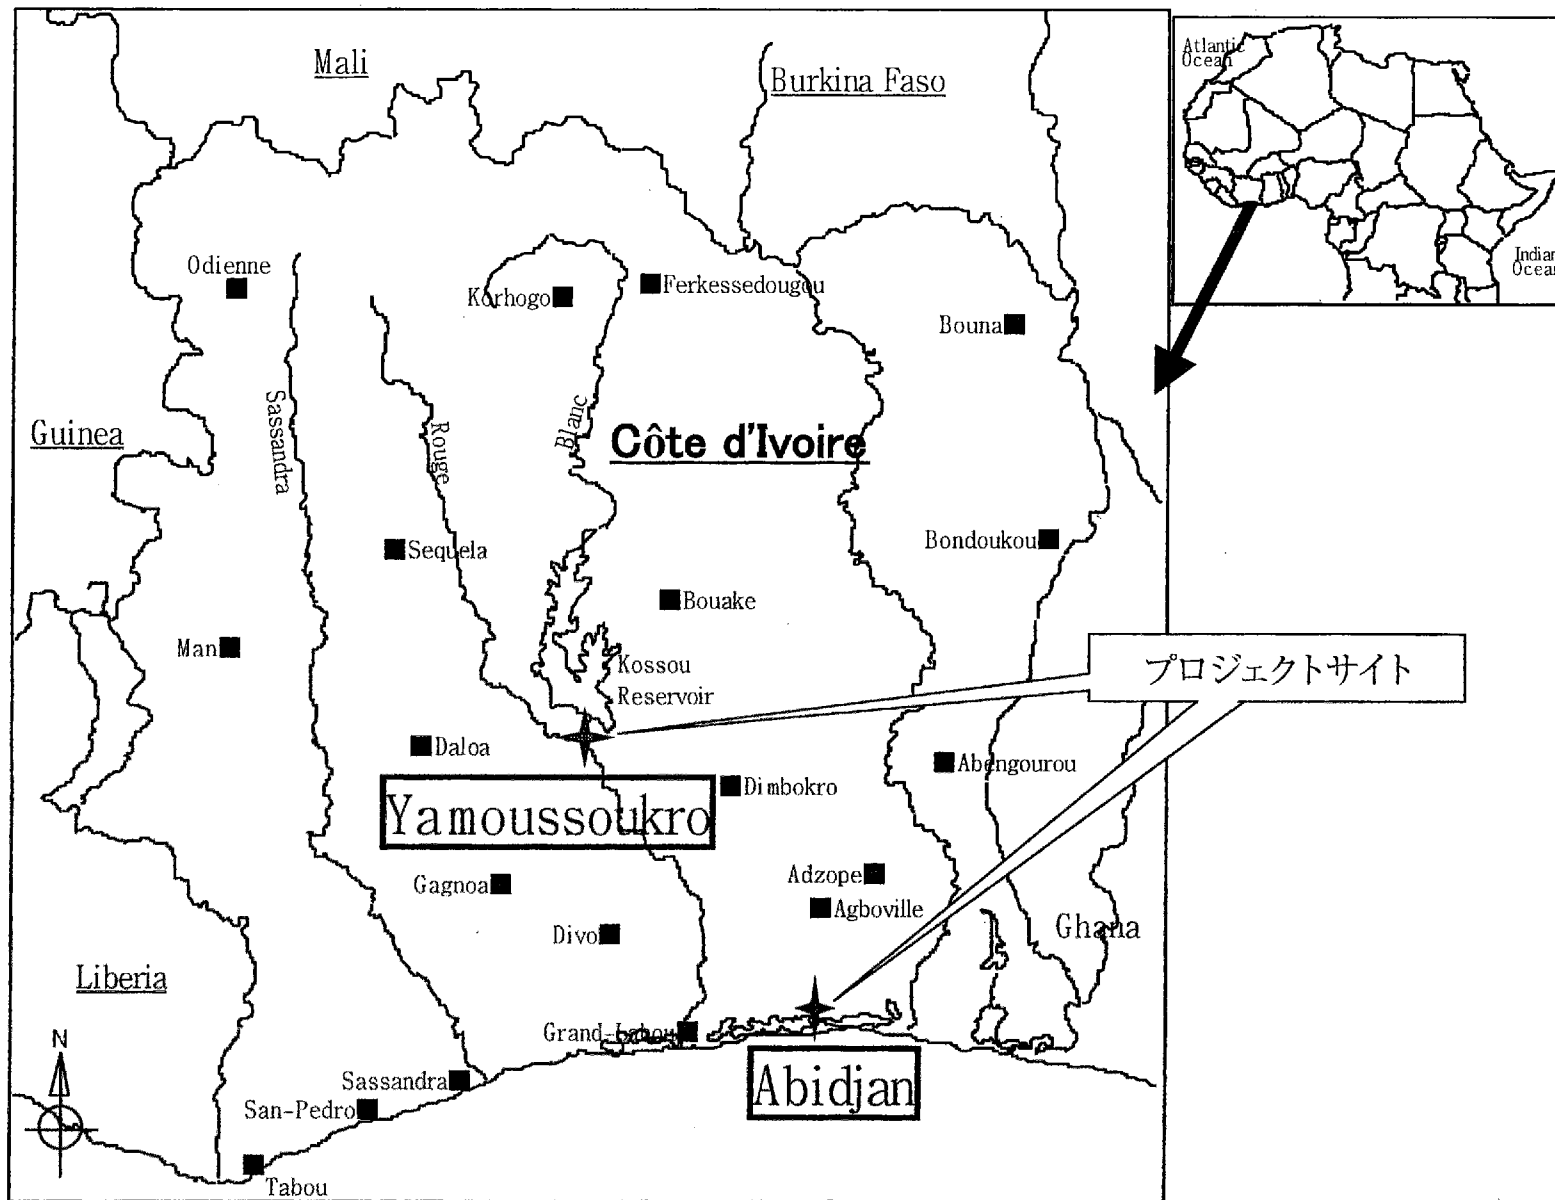 Mali
Burkina Faso
Atlantic
Ocean
Indian
Ocean
Odienne
Korhogo
Ferkessedougou
Bouna
Guinea
Sassandra
Rouge
Blanc
Côte d'Ivoire
Sequela
Bondoukou
Bouake
Man
Kossou
Reservoir
プロジェクトサイト
Daloa
Abengourou
Dimbokro
Yamoussoukro
Gagnoa
Adzope
Agboville
Divo
Ghana
Liberia
Grand-Lahou
N
Sassandra
Abidjan
San-Pedro
Tabou